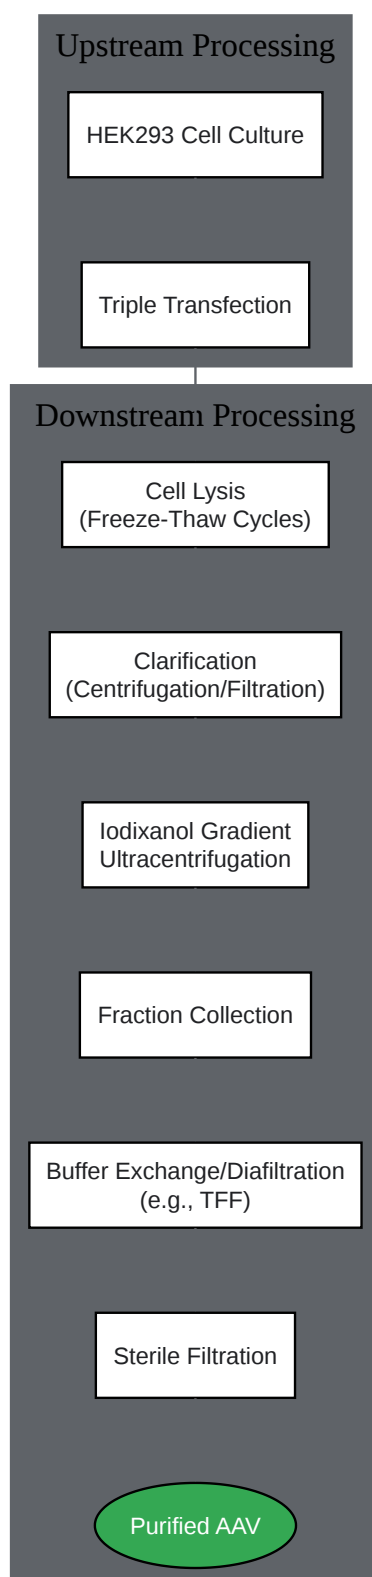 Upstream Processing
HEK293 Cell Culture
Triple Transfection
Downstream Processing
Cell Lysis
(Freeze-Thaw Cycles)
Clarification
(Centrifugation/Filtration)
Iodixanol Gradient
Ultracentrifugation
Fraction Collection
Buffer Exchange/Diafiltration
(e.g., TFF)
Sterile Filtration
Purified AAV